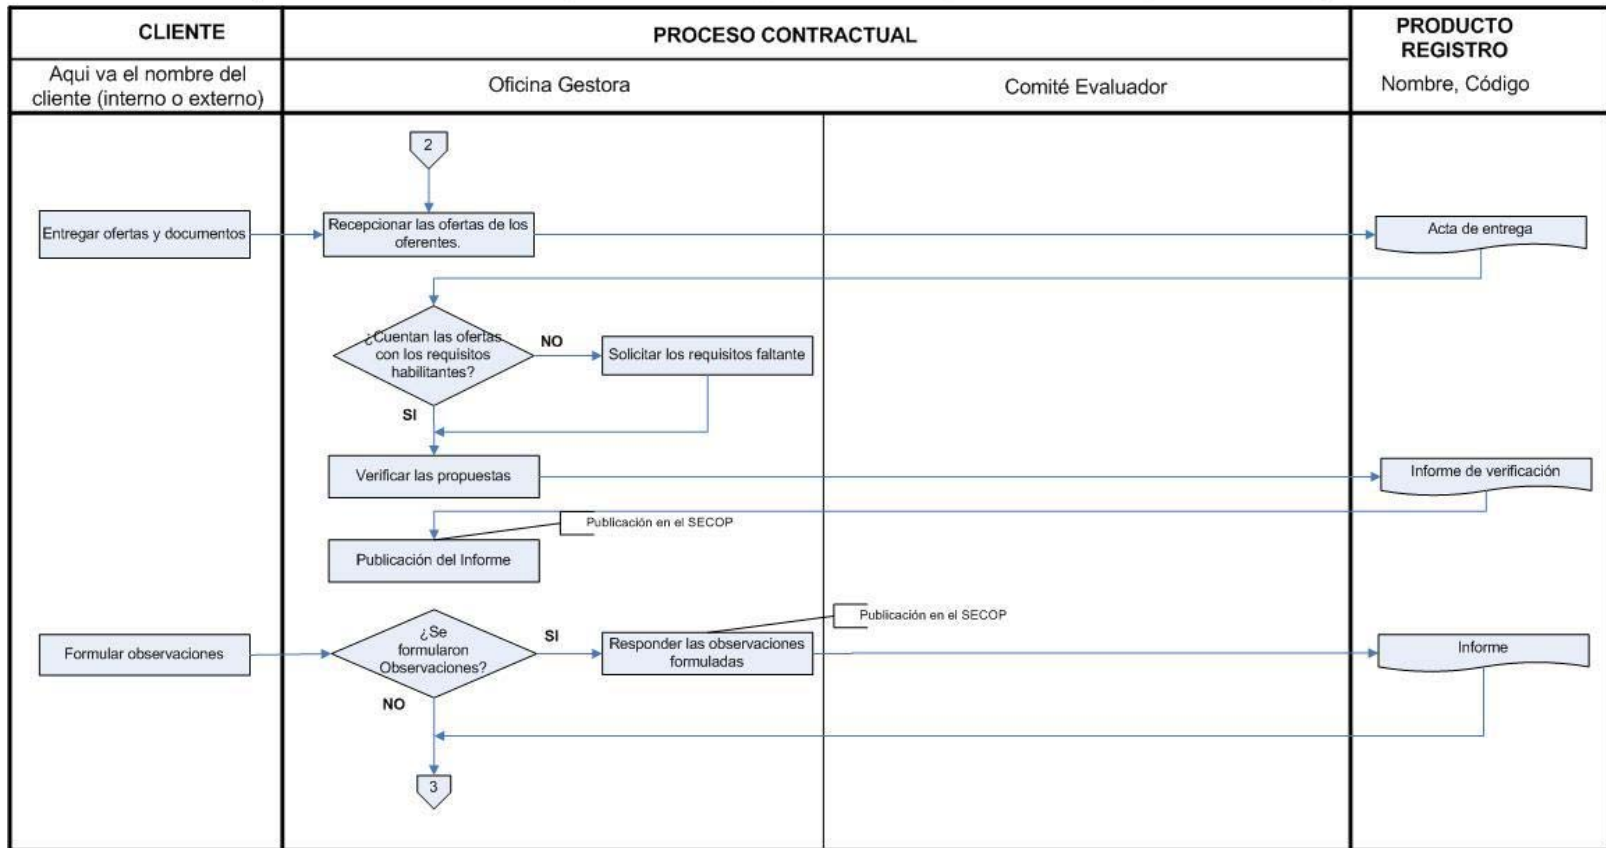 CLIENTE
PROCESO CONTRACTUAL
PRODUCTO
REGISTRO
Aqui va el nombre del
cliente (interno o externo)
Oficina Gestora
Comité Evaluador
Nombre, Código
2
Entregar ofertas y documentos
Recepcionar las ofertas de los
oferentes.
Acta de entrega
¿Cuentan las ofertas
con los requisitos
habilitantes?
NO
Solicitar los requisitos faltante
SI
Verificar las propuestas
Informe de verificación
Publicación en el SECOP
Publicación del Informe
Publicación en el SECOP
Formular observaciones
¿Se
formularon
Observaciones?
SI
Responder las observaciones
formuladas
Informe
NO
3